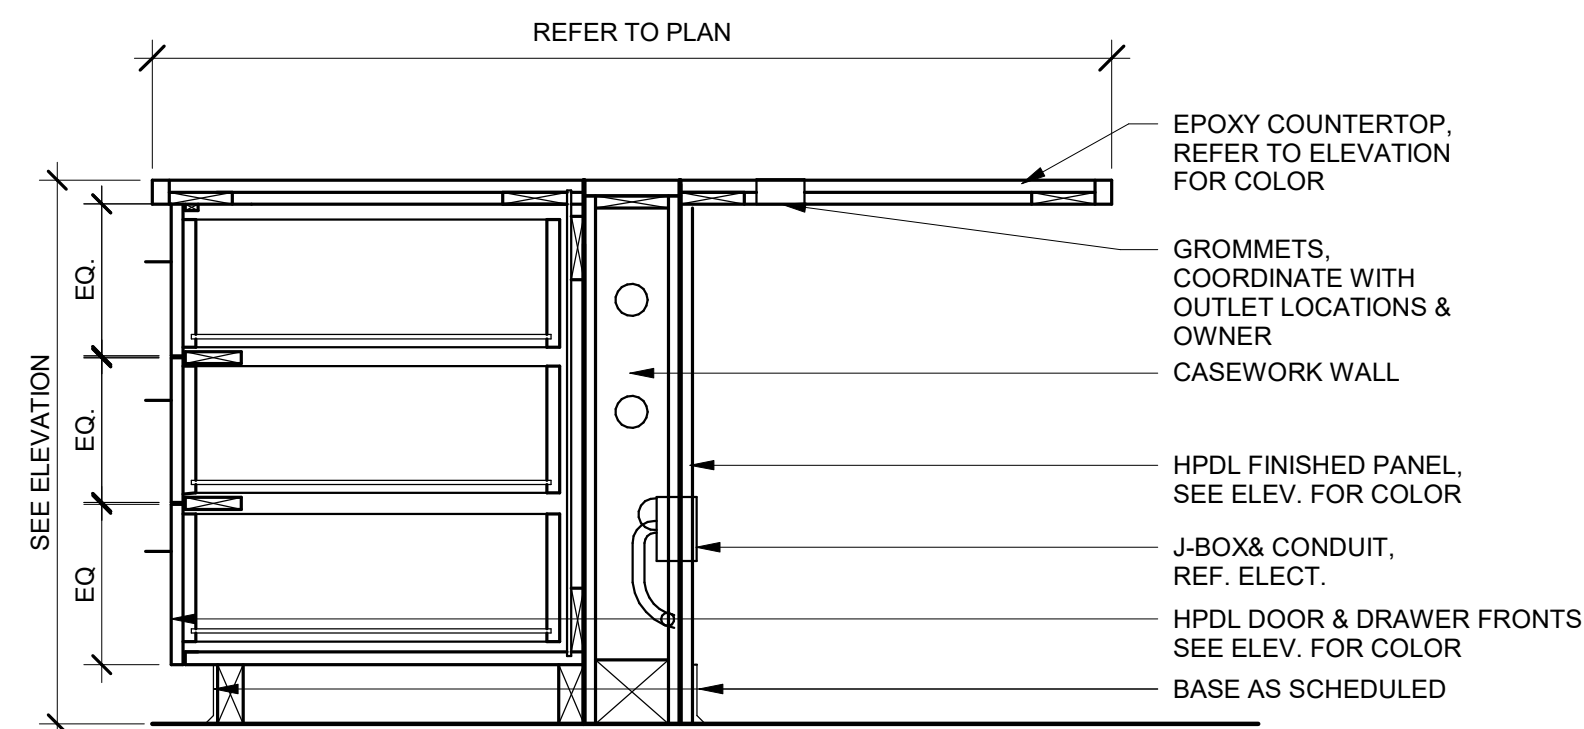 REFER TO PLAN
EPOXY COUNTERTOP,
REFER TO ELEVATION
FOR COLOR
GROMMETS,
COORDINATE WITH
OUTLET LOCATIONS &
OWNER
CASEWORK WALL
HPDL FINISHED PANEL,
SEE ELEV. FOR COLOR
J-BOX& CONDUIT,
REF. ELECT.
HPDL DOOR & DRAWER FRONTS
SEE ELEV. FOR COLOR
BASE AS SCHEDULED
SEE ELEVATION
EQ.
EQ.
EQ